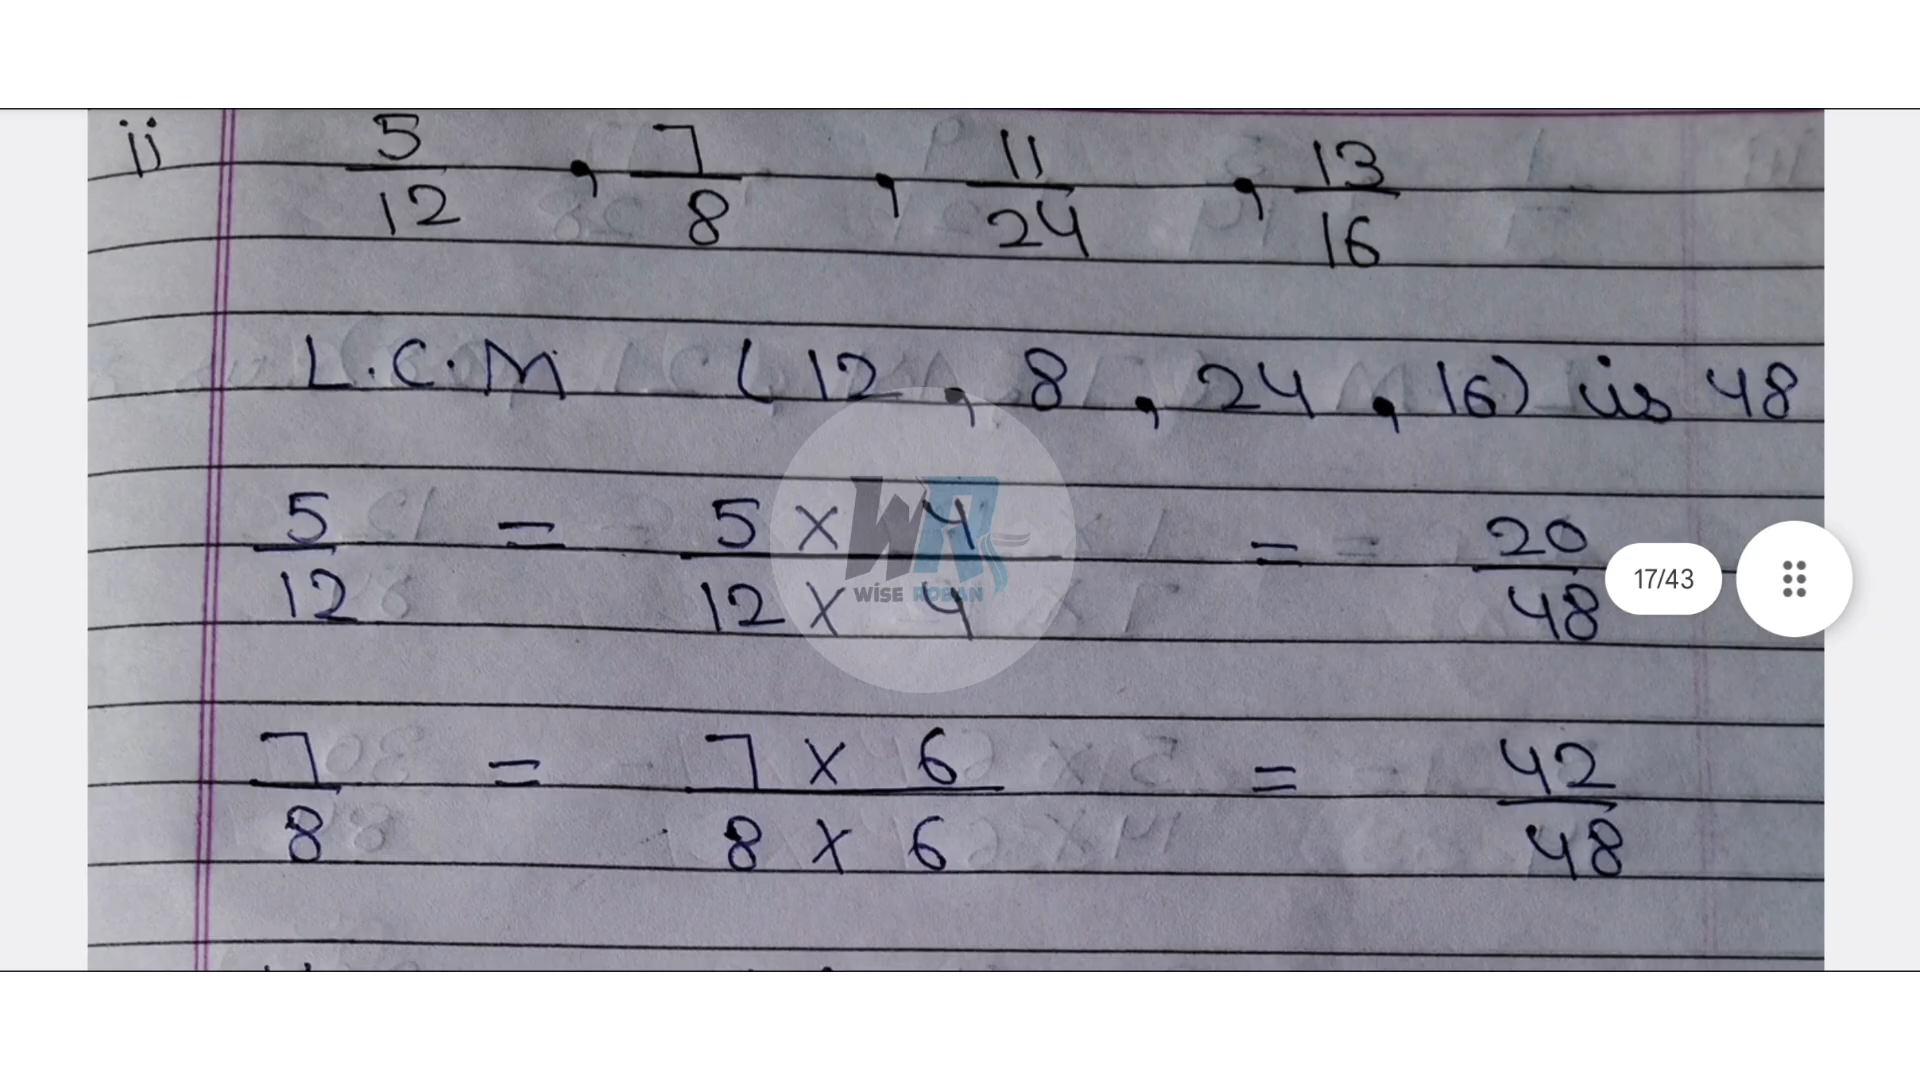 ii 5/12 , 7/8 , 11/24 , 13/16
L.C.M (12 , 8 , 24 , 16) is 48
5/12 = 5 x 4 / 12 x 4 = 20/48
17/43
WISE ROBAN
7/8 = 7 x 6 / 8 x 6 = 42/48